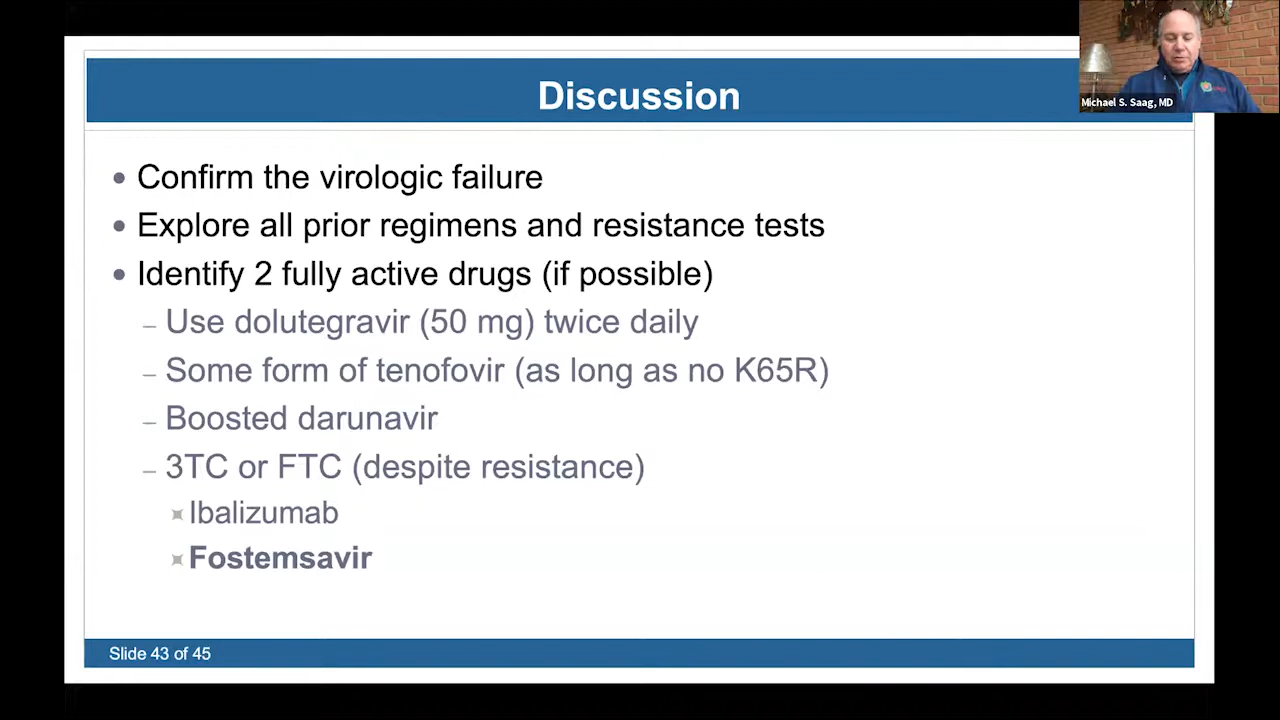 Discussion
Michael S. Saag, MD
• Confirm the virologic failure
• Explore all prior regimens and resistance tests
• Identify 2 fully active drugs (if possible)
– Use dolutegravir (50 mg) twice daily
– Some form of tenofovir (as long as no K65R)
– Boosted darunavir
– 3TC or FTC (despite resistance)
Ibalizumab
Fostemsavir
Slide 43 of 45